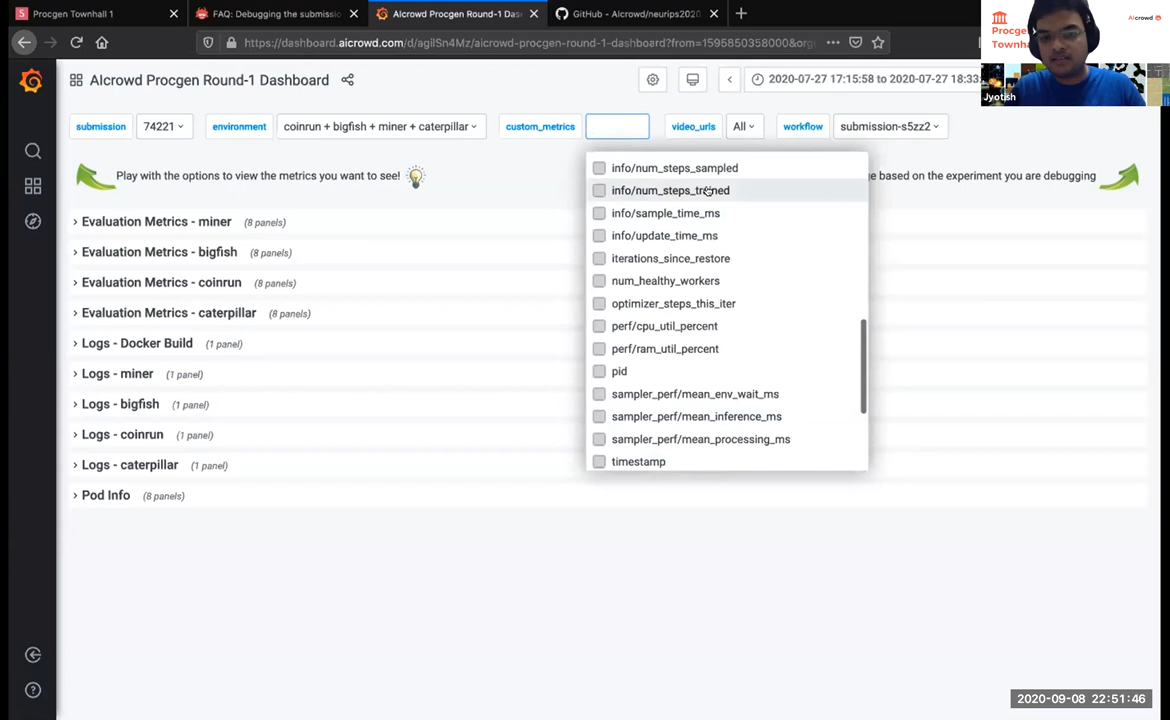 Procgen Townhall 1
FAQ: Debugging the submissio
AIcrowd Procgen Round-1 Das
GitHub - AIcrowd/neurips2020
https://dashboard.aicrowd.com/d/agilSn4Mz/aicrowd-procgen-round-1-dashboard?from=1595850358000&org
Procgen
Townhall
AIcrowd
Jyotish
AIcrowd Procgen Round-1 Dashboard
2020-07-27 17:15:58 to 2020-07-27 18:33:
submission
74221
environment
coinrun + bigfish + miner + caterpillar
custom_metrics
video_urls
All
workflow
submission-s5zz2
Play with the options to view the metrics you want to see!
e based on the experiment you are debugging
info/num_steps_sampled
info/num_steps_trained
info/sample_time_ms
info/update_time_ms
iterations_since_restore
num_healthy_workers
optimizer_steps_this_iter
perf/cpu_util_percent
perf/ram_util_percent
pid
sampler_perf/mean_env_wait_ms
sampler_perf/mean_inference_ms
sampler_perf/mean_processing_ms
timestamp
Evaluation Metrics - miner (8 panels)
Evaluation Metrics - bigfish (8 panels)
Evaluation Metrics - coinrun (8 panels)
Evaluation Metrics - caterpillar (8 panels)
Logs - Docker Build (1 panel)
Logs - miner (1 panel)
Logs - bigfish (1 panel)
Logs - coinrun (1 panel)
Logs - caterpillar (1 panel)
Pod Info (8 panels)
2020-09-08 22:51:46